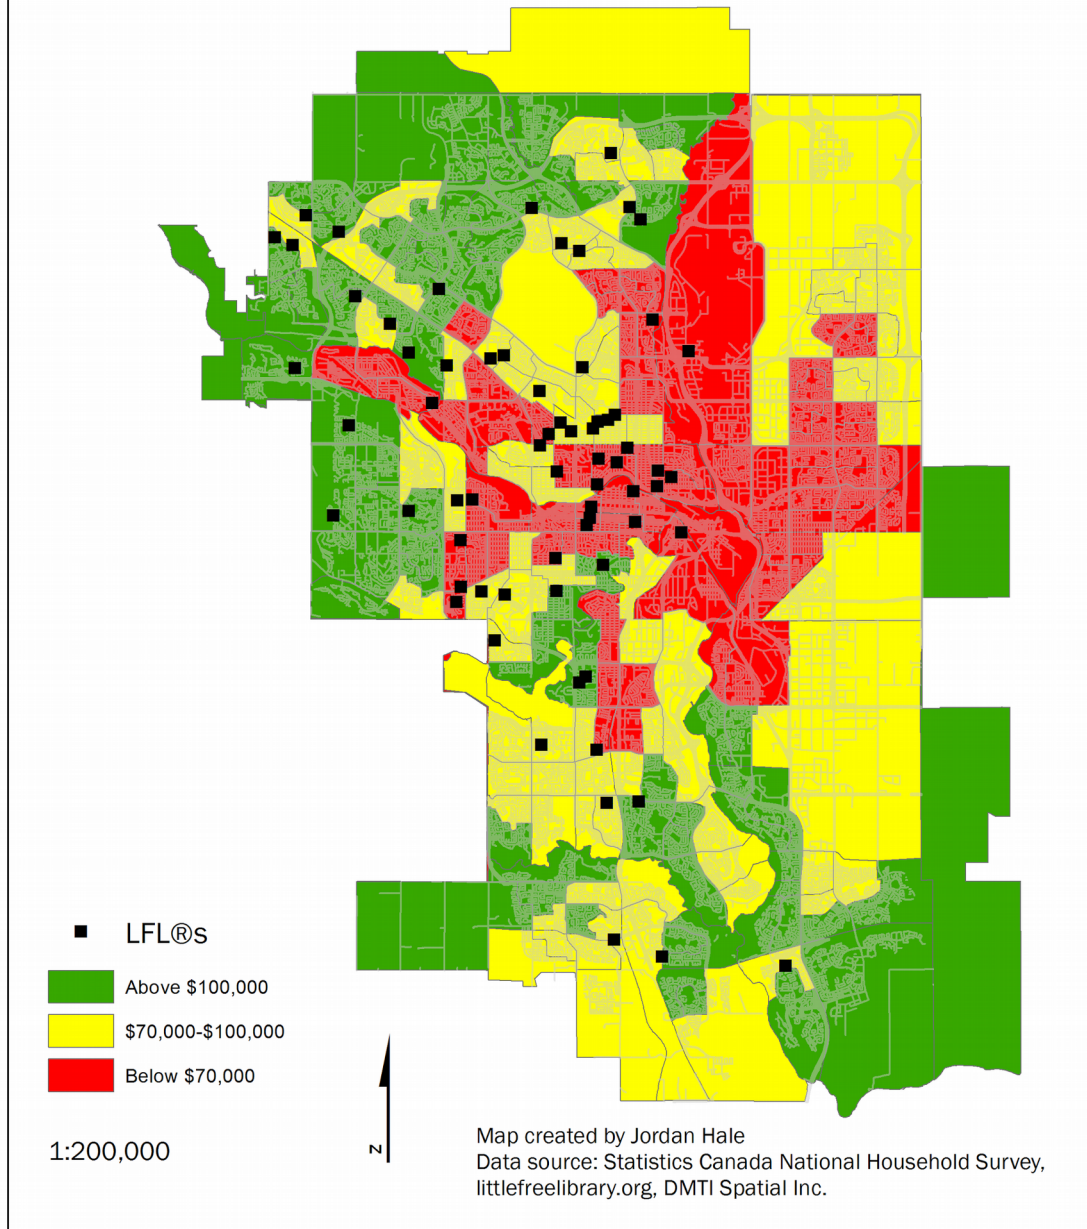 LFL®s
Above $100,000
$70,000-$100,000
Below $70,000
1:200,000
N
Map created by Jordan Hale
Data source: Statistics Canada National Household Survey,
littlefreelibrary.org, DMTI Spatial Inc.